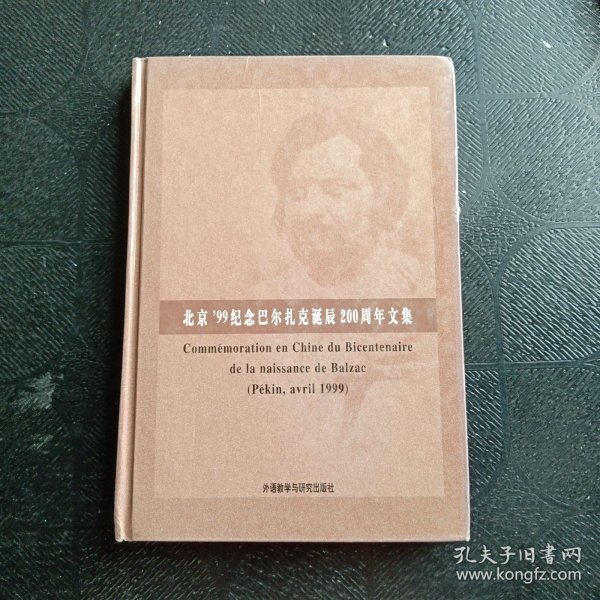 北京'99纪念巴尔扎克诞辰200周年文集
Commémoration en Chine du Bicentenaire
de la naissance de Balzac
(Pékin, avril 1999)
外语教学与研究出版社
孔夫子旧书网
www.kongfz.com